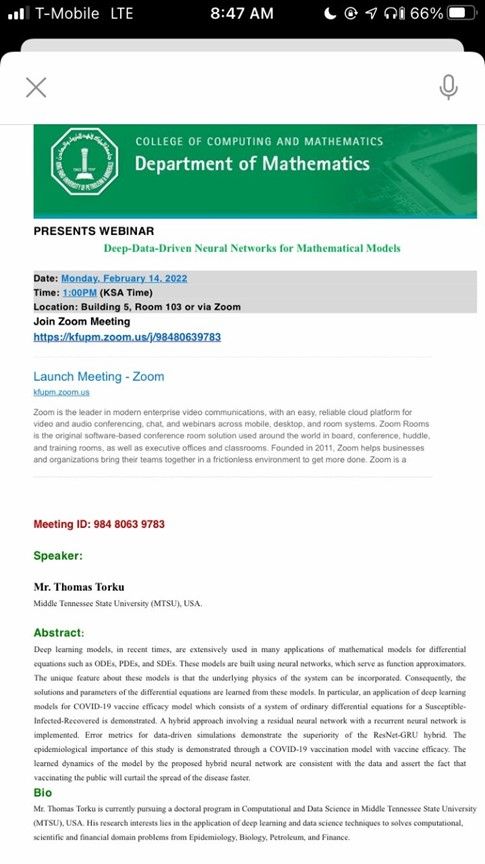 T-Mobile LTE 8:47 AM 66%
COLLEGE OF COMPUTING AND MATHEMATICS
Department of Mathematics
PRESENTS WEBINAR
Deep-Data-Driven Neural Networks for Mathematical Models
Date: Monday, February 14, 2022
Time: 1:00PM (KSA Time)
Location: Building 5, Room 103 or via Zoom
Join Zoom Meeting
https://kfupm.zoom.us/j/98480639783
Launch Meeting - Zoom
kfupm.zoom.us
Zoom is the leader in modern enterprise video communications, with an easy, reliable cloud platform for
video and audio conferencing, chat, and webinars across mobile, desktop, and room systems. Zoom Rooms
is the original software-based conference room solution used around the world in board, conference, huddle,
and training rooms, as well as executive offices and classrooms. Founded in 2011, Zoom helps businesses
and organizations bring their teams together in a frictionless environment to get more done. Zoom is a
Meeting ID: 984 8063 9783
Speaker:
Mr. Thomas Torku
Middle Tennessee State University (MTSU), USA.
Abstract:
Deep learning models, in recent times, are extensively used in many applications of mathematical models for differential
equations such as ODEs, PDEs, and SDEs. These models are built using neural networks, which serve as function approximators.
The unique feature about these models is that the underlying physics of the system can be incorporated. Consequently, the
solutions and parameters of the differential equations are learned from these models. In particular, an application of deep learning
models for COVID-19 vaccine efficacy model which consists of a system of ordinary differential equations for a Susceptible-
Infected-Recovered is demonstrated. A hybrid approach involving a residual neural network with a recurrent neural network is
implemented. Error metrics for data-driven simulations demonstrate the superiority of the ResNet-GRU hybrid. The
epidemiological importance of this study is demonstrated through a COVID-19 vaccination model with vaccine efficacy. The
learned dynamics of the model by the proposed hybrid neural network are consistent with the data and assert the fact that
vaccinating the public will curtail the spread of the disease faster.
Bio
Mr. Thomas Torku is currently pursuing a doctoral program in Computational and Data Science in Middle Tennessee State University
(MTSU), USA. His research interests lies in the application of deep learning and data science techniques to solves computational,
scientific and financial domain problems from Epidemiology, Biology, Petroleum, and Finance.